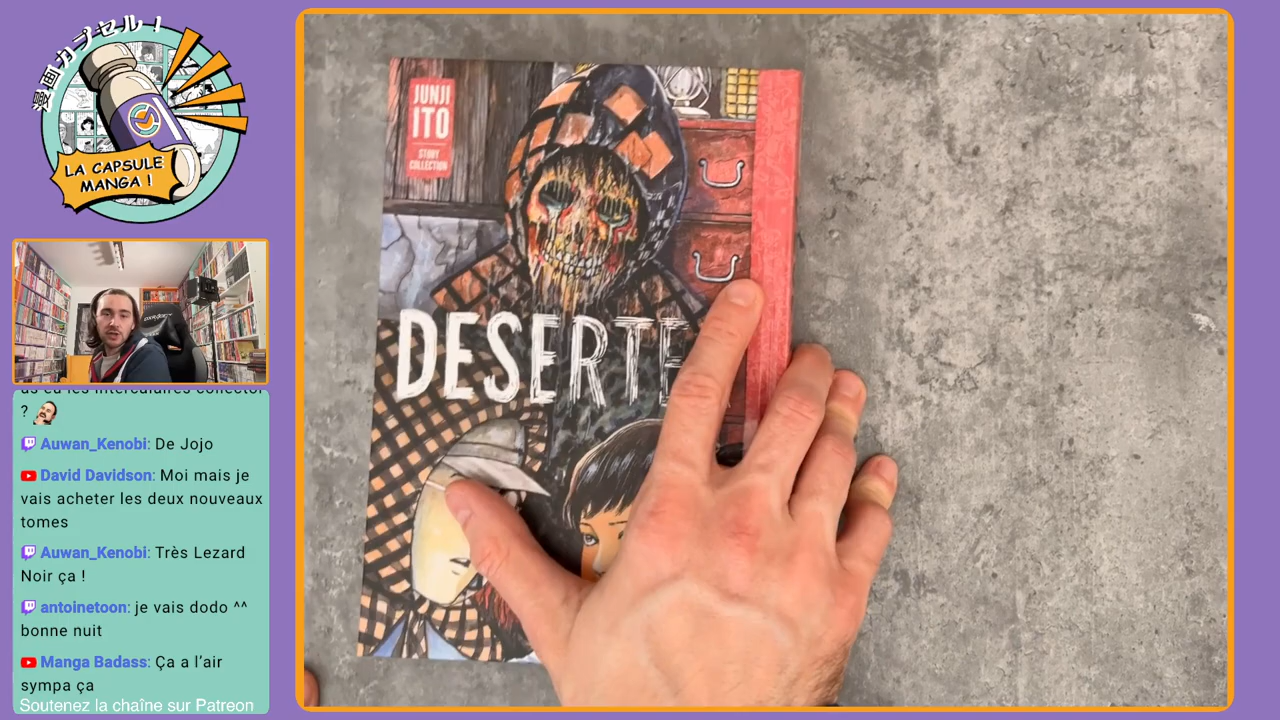 漫画カプセル！
LA CAPSULE
MANGA !
?
Auwan_Kenobi: De Jojo
David Davidson: Moi mais je
vais acheter les deux nouveaux
tomes
Auwan_Kenobi: Très Lezard
Noir ça !
antoinetoon: je vais dodo ^^
bonne nuit
Manga Badass: Ça a l’air
sympa ça
Soutenez la chaîne sur Patreon
JUNJI
ITO
STORY
COLLECTION
DESERTE